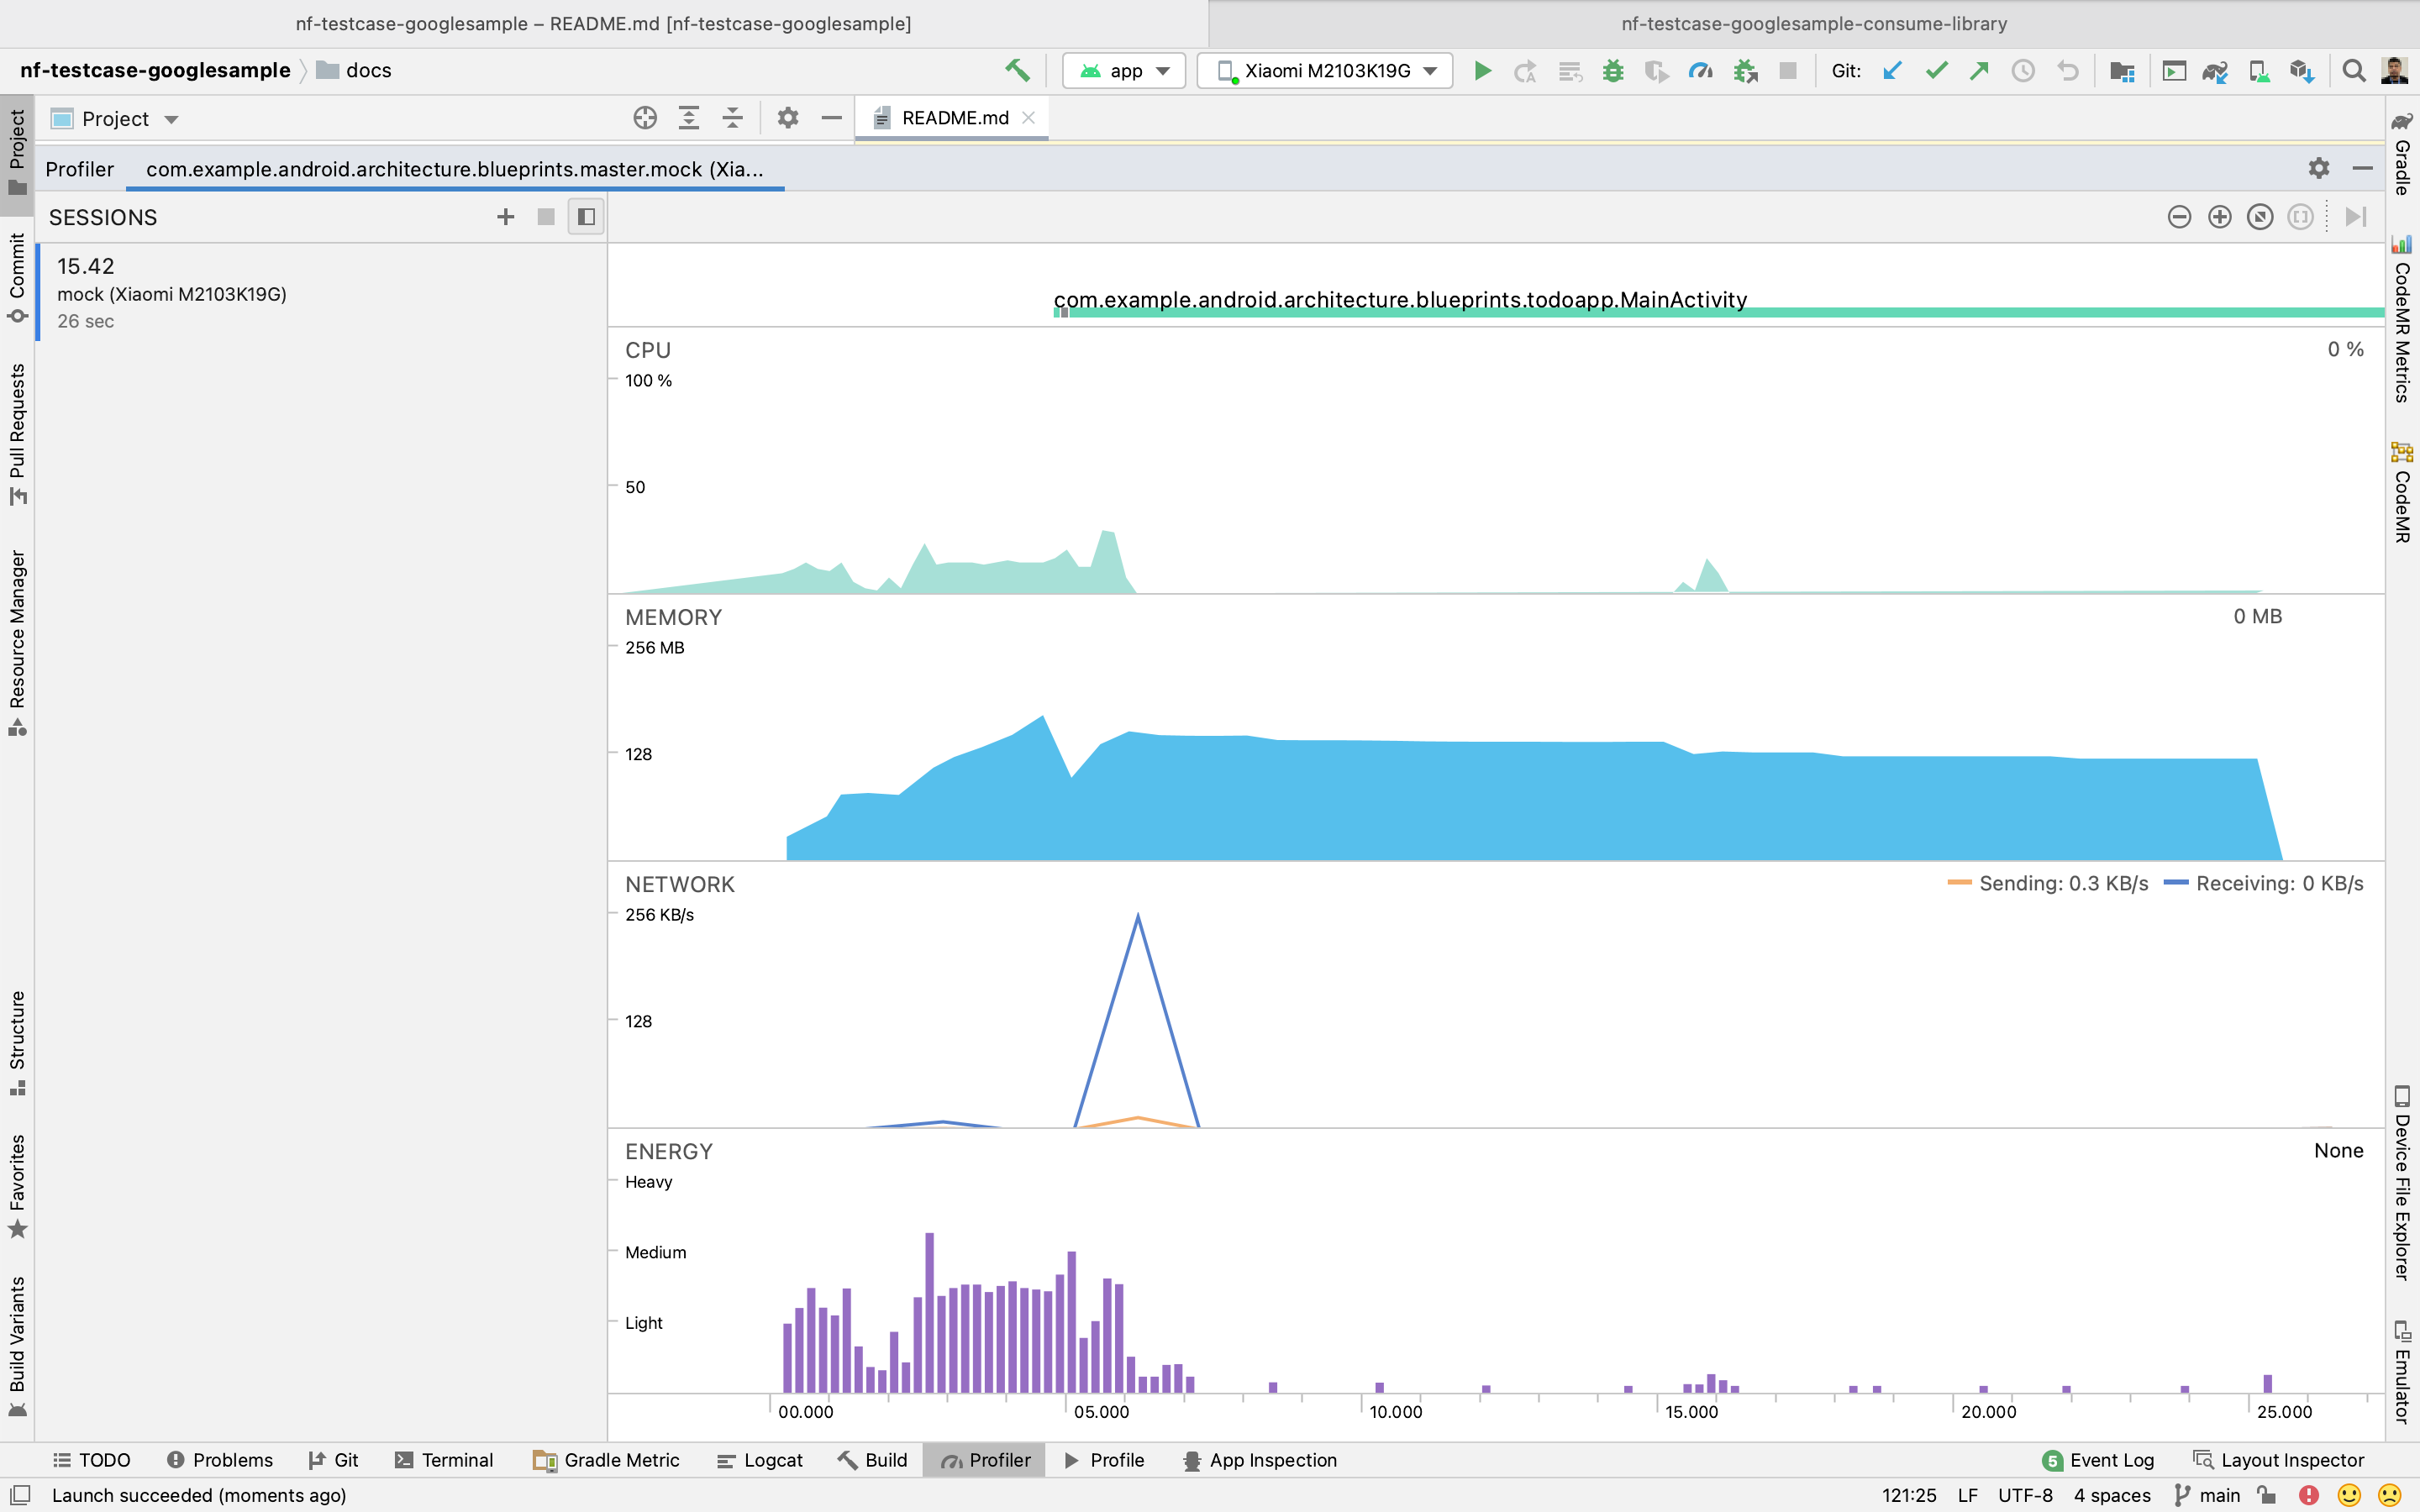 nf-testcase-googlesample – README.md [nf-testcase-googlesample]
nf-testcase-googlesample-consume-library
nf-testcase-googlesample
docs
app
Xiaomi M2103K19G
Git:
Project
README.md
Profiler
com.example.android.architecture.blueprints.master.mock (Xia...
SESSIONS
15.42
mock (Xiaomi M2103K19G)
26 sec
com.example.android.architecture.blueprints.todoapp.MainActivity
CPU
0 %
100 %
50
MEMORY
0 MB
256 MB
128
NETWORK
Sending: 0.3 KB/s
Receiving: 0 KB/s
256 KB/s
128
ENERGY
None
Heavy
Medium
Light
00.000
05.000
10.000
15.000
20.000
25.000
Project
Commit
Pull Requests
Resource Manager
Structure
Favorites
Build Variants
Gradle
CodeMR Metrics
CodeMR
Device File Explorer
Emulator
TODO
Problems
Git
Terminal
Gradle Metric
Logcat
Build
Profiler
Profile
App Inspection
5
Event Log
Layout Inspector
Launch succeeded (moments ago)
121:25
LF
UTF-8
4 spaces
main